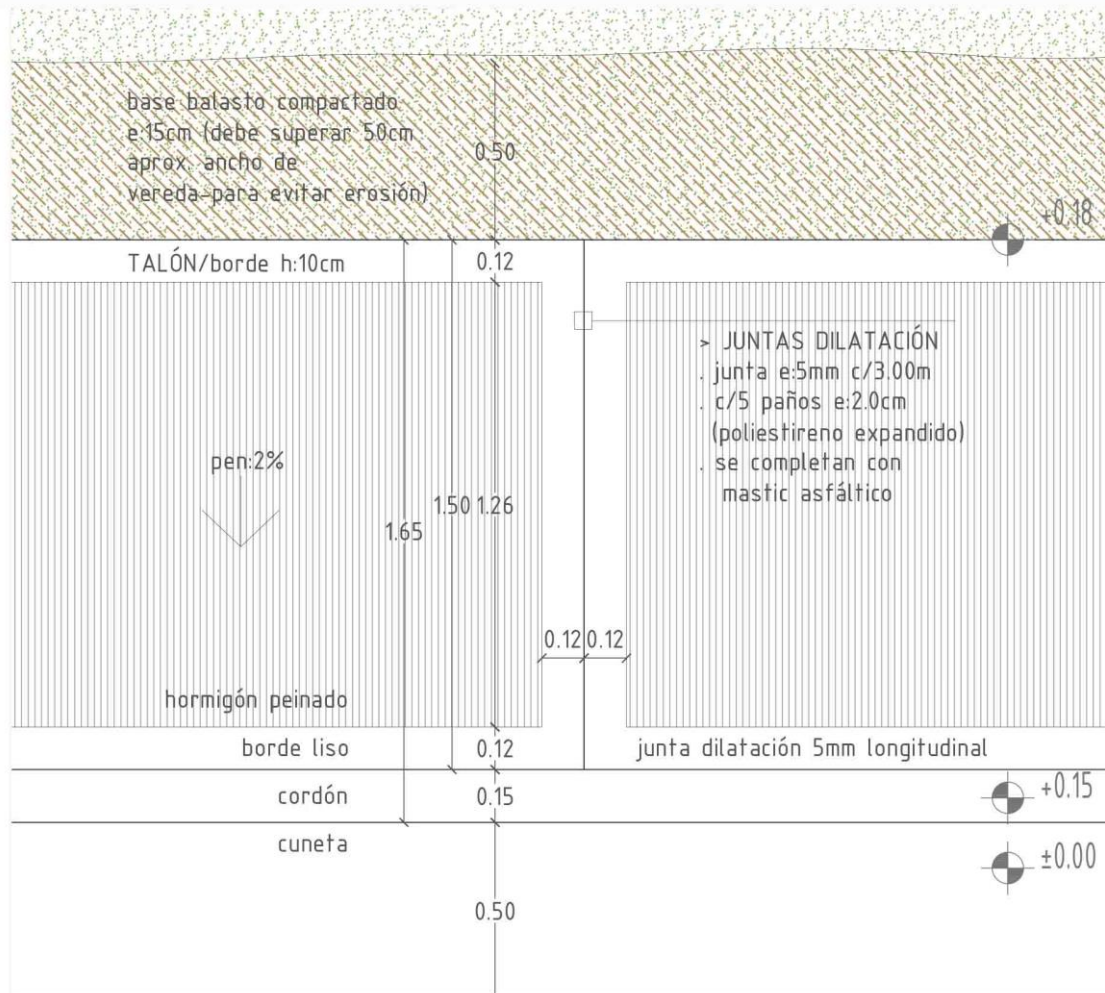 base balasto compactado
e:15cm (debe superar 50cm
aprox. ancho de
vereda-para evitar erosión)
0.50
+0.18
TALÓN/borde h:10cm
0.12
> JUNTAS DILATACIÓN
. junta e:5mm c/3.00m
. c/5 paños e:2.0cm
(poliestireno expandido)
. se completan con
mastic asfáltico
pen:2%
1.65
1.50
1.26
0.12
0.12
hormigón peinado
borde liso
0.12
junta dilatación 5mm longitudinal
cordón
0.15
+0.15
cuneta
±0.00
0.50